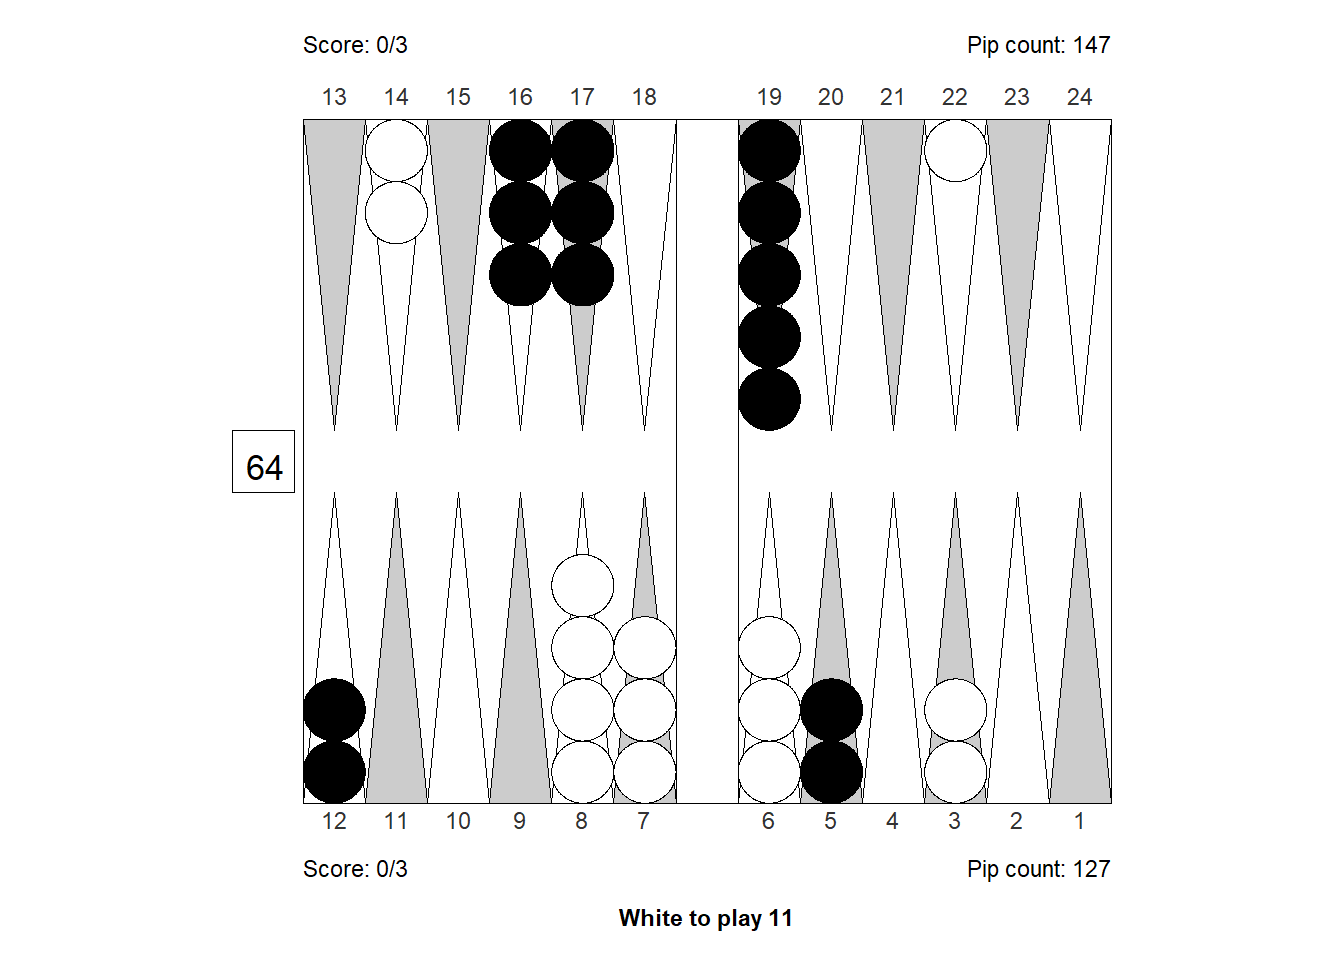 Score: 0/3 Pip count: 147
13 14 15 16 17 18 19 20 21 22 23 24
64
12 11 10 9 8 7 6 5 4 3 2 1
Score: 0/3 Pip count: 127
White to play 11